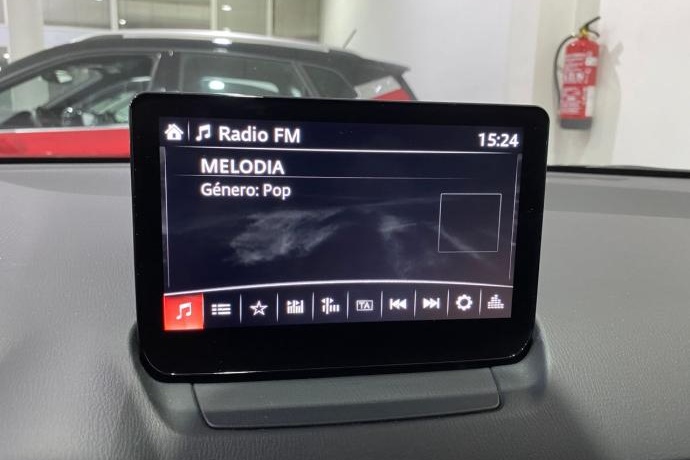 Radio FM
15:24
MELODIA
Género: Pop
TA